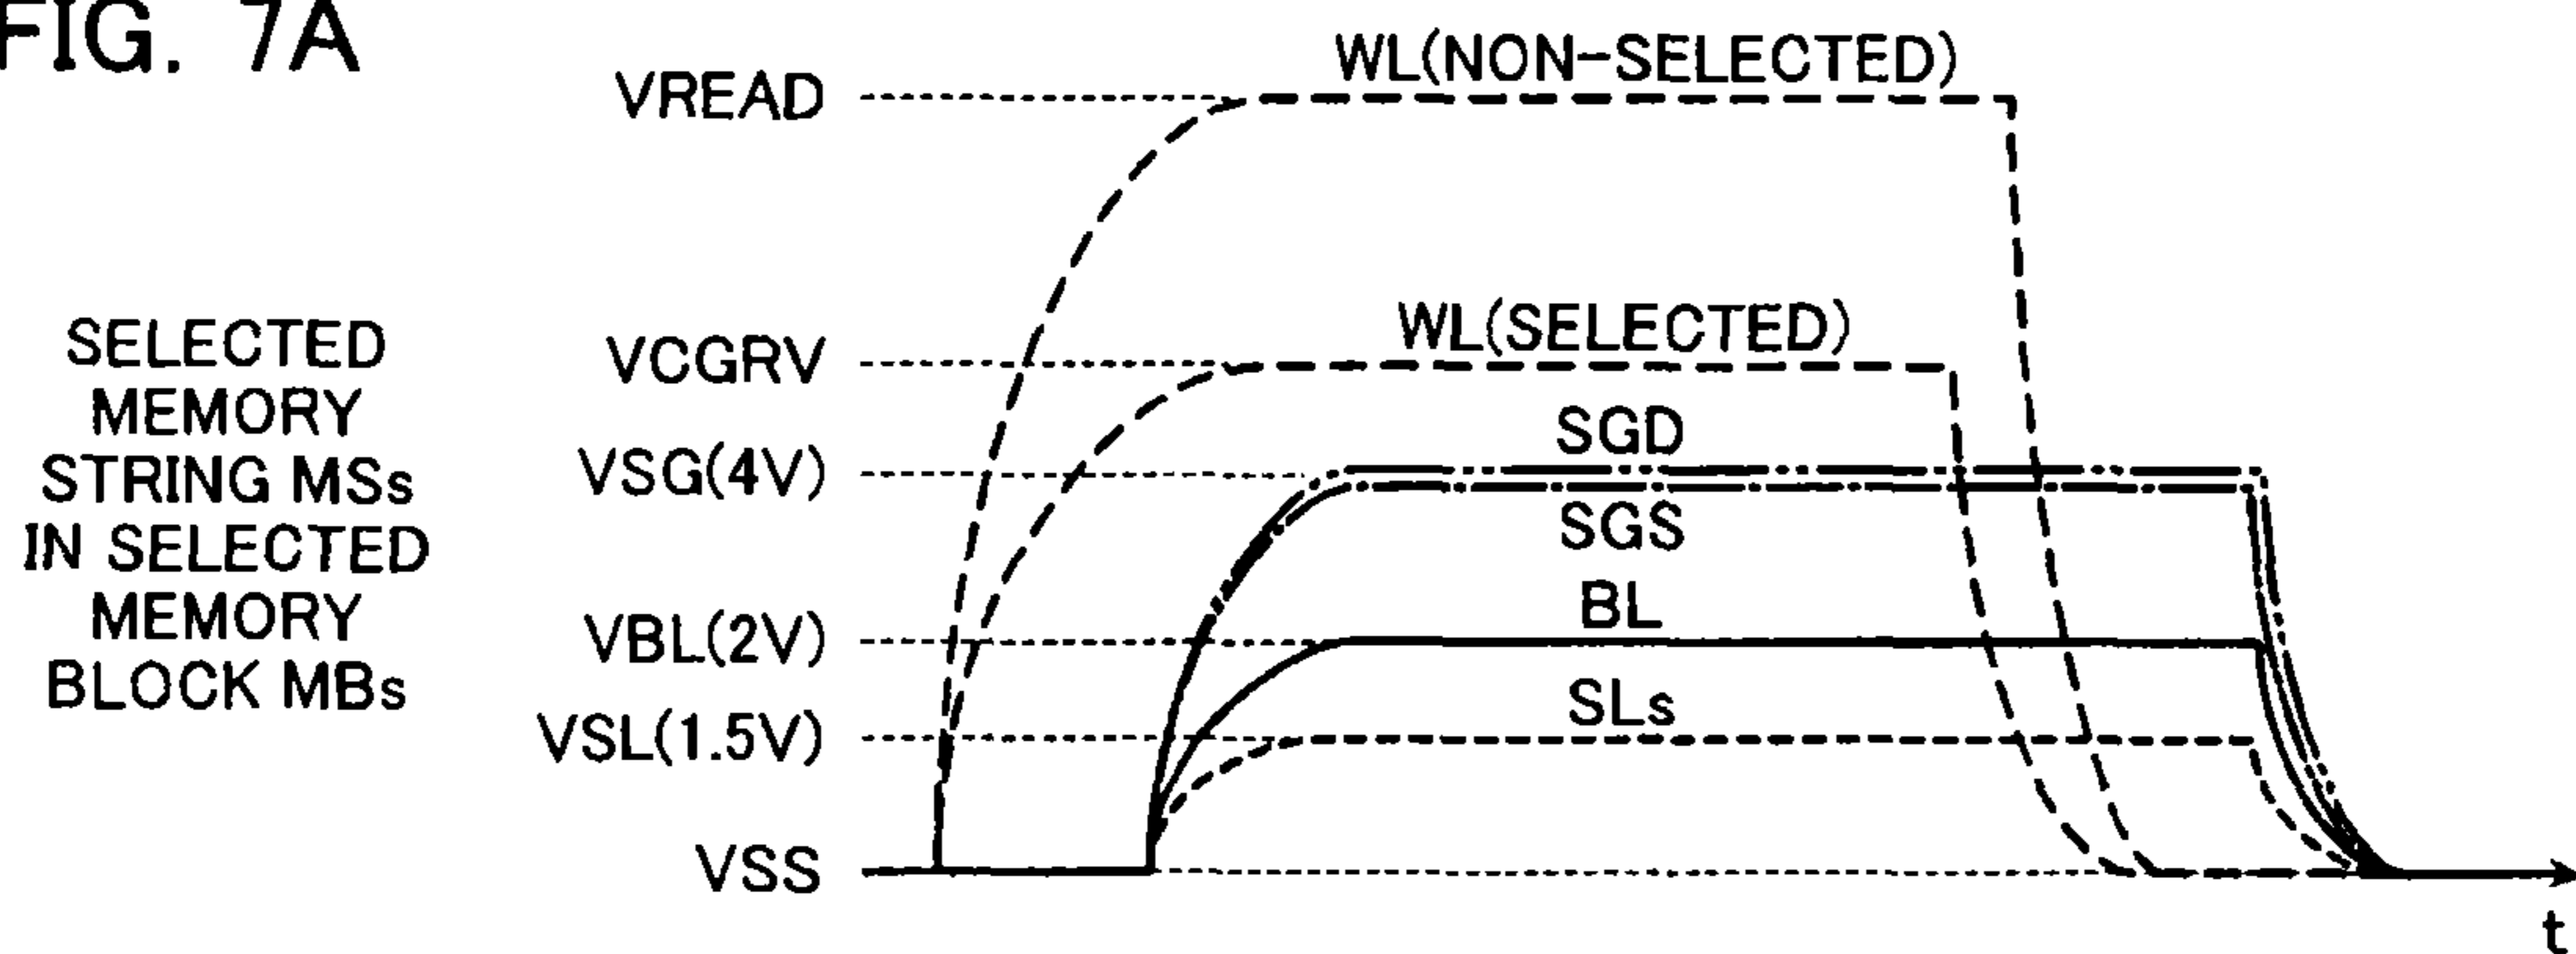 FIG. 7A
SELECTED
MEMORY
STRING MSs
IN SELECTED
MEMORY
BLOCK MBs
VREAD
VCGRV
VSG(4V)
VBL(2V)
VSL(1.5V)
VSS
WL(NON-SELECTED)
WL(SELECTED)
SGD
SGS
BL
SLs
t